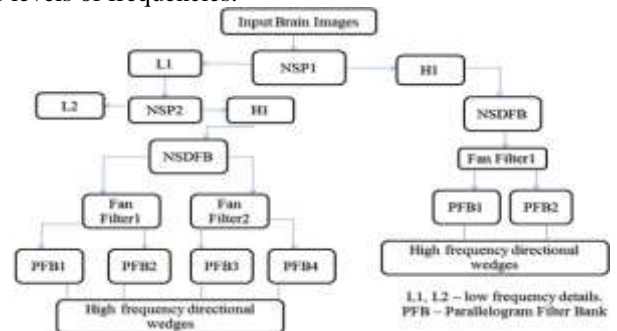 levels of frequencies.
Input Brain Images
L1
NSP1
H1
L2
NSP2
H1
NSDFB
NSDFB
Fan Filter1
Fan
Filter1
Fan
Filter2
PFB1
PFB2
PFB1
PFB2
PFB3
PFB4
High frequency directional
wedges
High frequency directional
wedges
L1, L2 – low frequency details.
PFB – Parallelogram Filter Bank